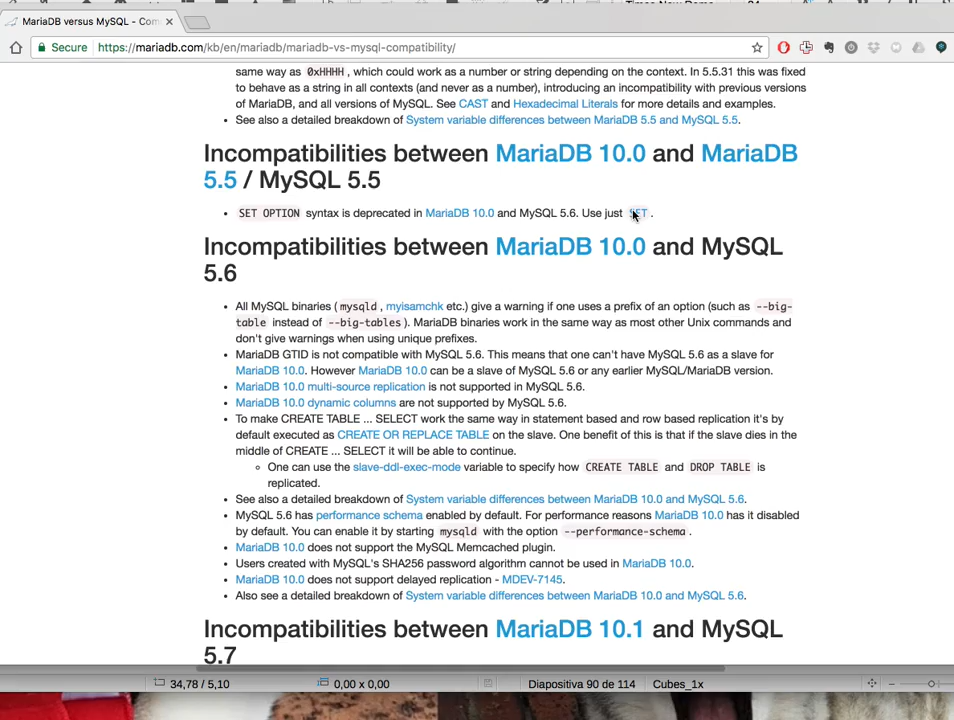 MariaDB versus MySQL - Com
Secure https://mariadb.com/kb/en/mariadb/mariadb-vs-mysql-compatibility/
same way as 0xHHHH, which could work as a number or string depending on the context. In 5.5.31 this was fixed
to behave as a string in all contexts (and never as a number), introducing an incompatibility with previous versions
of MariaDB, and all versions of MySQL. See CAST and Hexadecimal Literals for more details and examples.
• See also a detailed breakdown of System variable differences between MariaDB 5.5 and MySQL 5.5.
Incompatibilities between MariaDB 10.0 and MariaDB
5.5 / MySQL 5.5
• SET OPTION syntax is deprecated in MariaDB 10.0 and MySQL 5.6. Use just SET.
Incompatibilities between MariaDB 10.0 and MySQL
5.6
• All MySQL binaries (mysqld, myisamchk etc.) give a warning if one uses a prefix of an option (such as --big-
table instead of --big-tables). MariaDB binaries work in the same way as most other Unix commands and
don't give warnings when using unique prefixes.
• MariaDB GTID is not compatible with MySQL 5.6. This means that one can't have MySQL 5.6 as a slave for
MariaDB 10.0. However MariaDB 10.0 can be a slave of MySQL 5.6 or any earlier MySQL/MariaDB version.
• MariaDB 10.0 multi-source replication is not supported in MySQL 5.6.
• MariaDB 10.0 dynamic columns are not supported by MySQL 5.6.
• To make CREATE TABLE ... SELECT work the same way in statement based and row based replication it's by
default executed as CREATE OR REPLACE TABLE on the slave. One benefit of this is that if the slave dies in the
middle of CREATE ... SELECT it will be able to continue.
◦ One can use the slave-ddl-exec-mode variable to specify how CREATE TABLE and DROP TABLE is
replicated.
• See also a detailed breakdown of System variable differences between MariaDB 10.0 and MySQL 5.6.
• MySQL 5.6 has performance schema enabled by default. For performance reasons MariaDB 10.0 has it disabled
by default. You can enable it by starting mysqld with the option --performance-schema.
• MariaDB 10.0 does not support the MySQL Memcached plugin.
• Users created with MySQL's SHA256 password algorithm cannot be used in MariaDB 10.0.
• MariaDB 10.0 does not support delayed replication - MDEV-7145.
• Also see a detailed breakdown of System variable differences between MariaDB 10.0 and MySQL 5.6.
Incompatibilities between MariaDB 10.1 and MySQL
5.7
34,78 / 5,10 0,00 x 0,00 Diapositiva 90 de 114 Cubes_1x